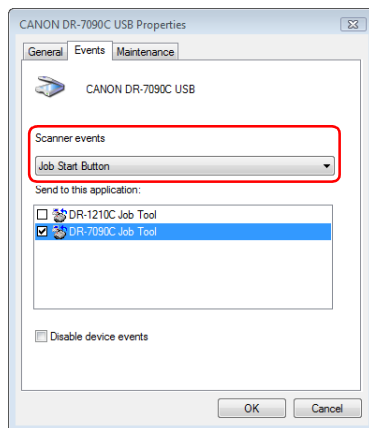 CANON DR-7090C USB Properties
General Events Maintenance
CANON DR-7090C USB
Scanner events
Job Start Button
Send to this application:
DR-1210C Job Tool
DR-7090C Job Tool
Disable device events
OK Cancel